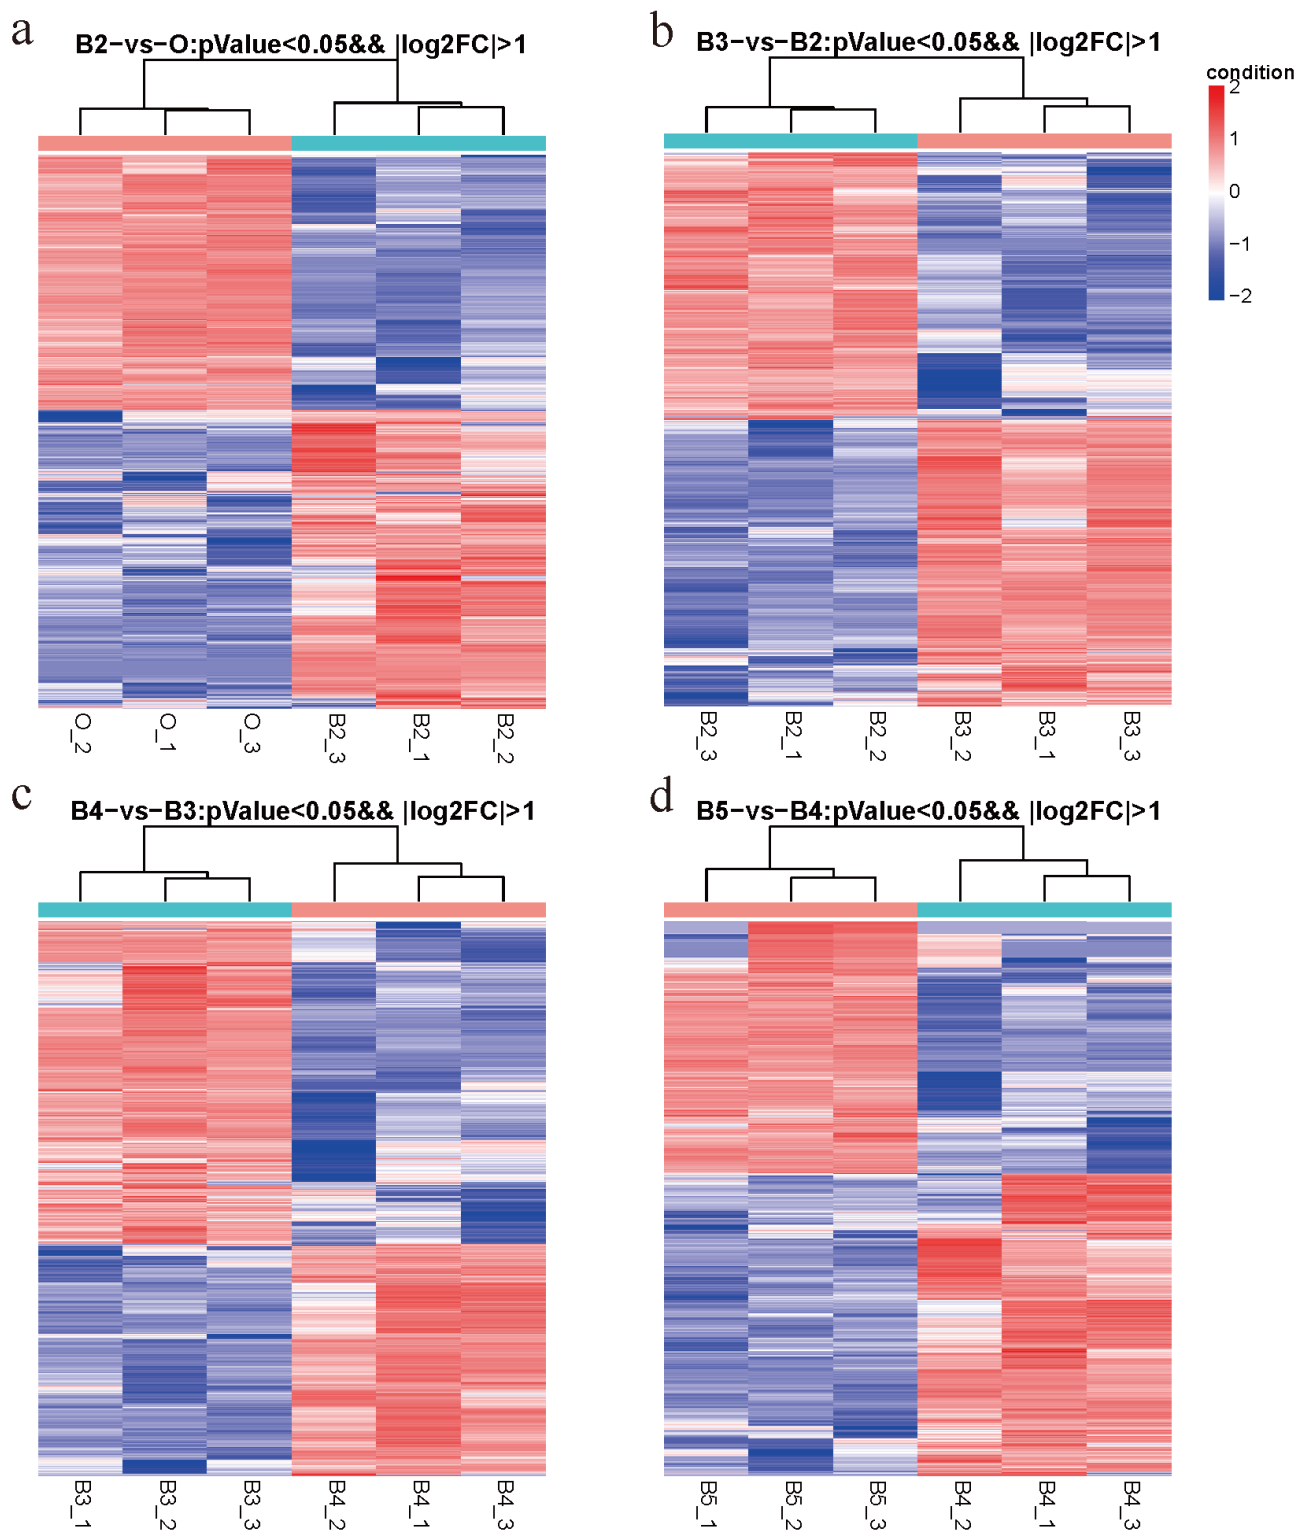 a
B2-vs-O:pValue<0.05&& |log2FC|>1
O_2 O_1 O_3 B2_3 B2_1 B2_2
b
B3-vs-B2:pValue<0.05&& |log2FC|>1
B2_3 B2_1 B2_2 B3_2 B3_1 B3_3
condition
2
1
0
-1
-2
c
B4-vs-B3:pValue<0.05&& |log2FC|>1
B3_1 B3_2 B3_3 B4_2 B4_1 B4_3
d
B5-vs-B4:pValue<0.05&& |log2FC|>1
B5_1 B5_2 B5_3 B4_2 B4_1 B4_3